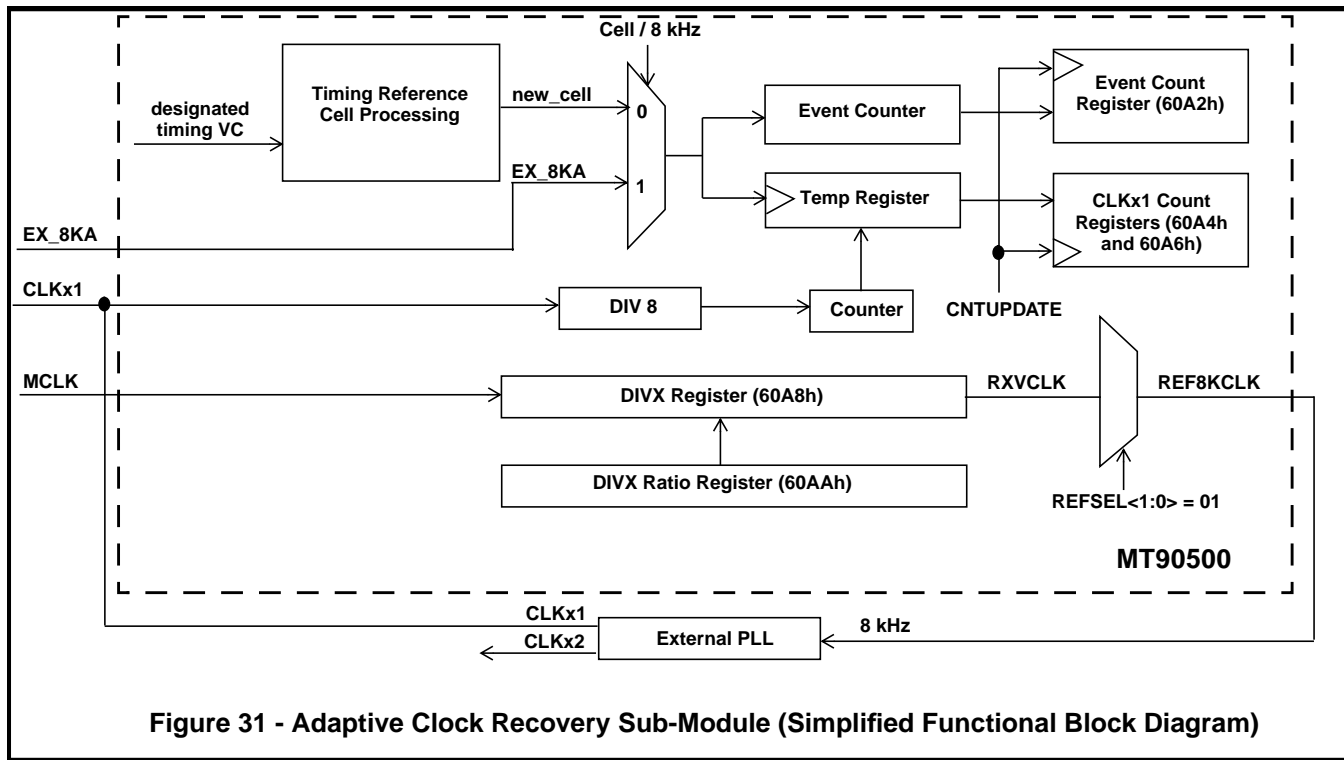 Cell / 8 kHz
designated
timing VC
Timing Reference
Cell Processing
new_cell
0
1
EX_8KA
Event Counter
Event Count
Register (60A2h)
Temp Register
CLKx1 Count
Registers (60A4h
and 60A6h)
EX_8KA
CLKx1
DIV 8
Counter
CNTUPDATE
MCLK
DIVX Register (60A8h)
RXVCLK
REF8KCLK
DIVX Ratio Register (60AAh)
REFSEL<1:0> = 01
MT90500
CLKx1
CLKx2
External PLL
8 kHz
Figure 31 - Adaptive Clock Recovery Sub-Module (Simplified Functional Block Diagram)